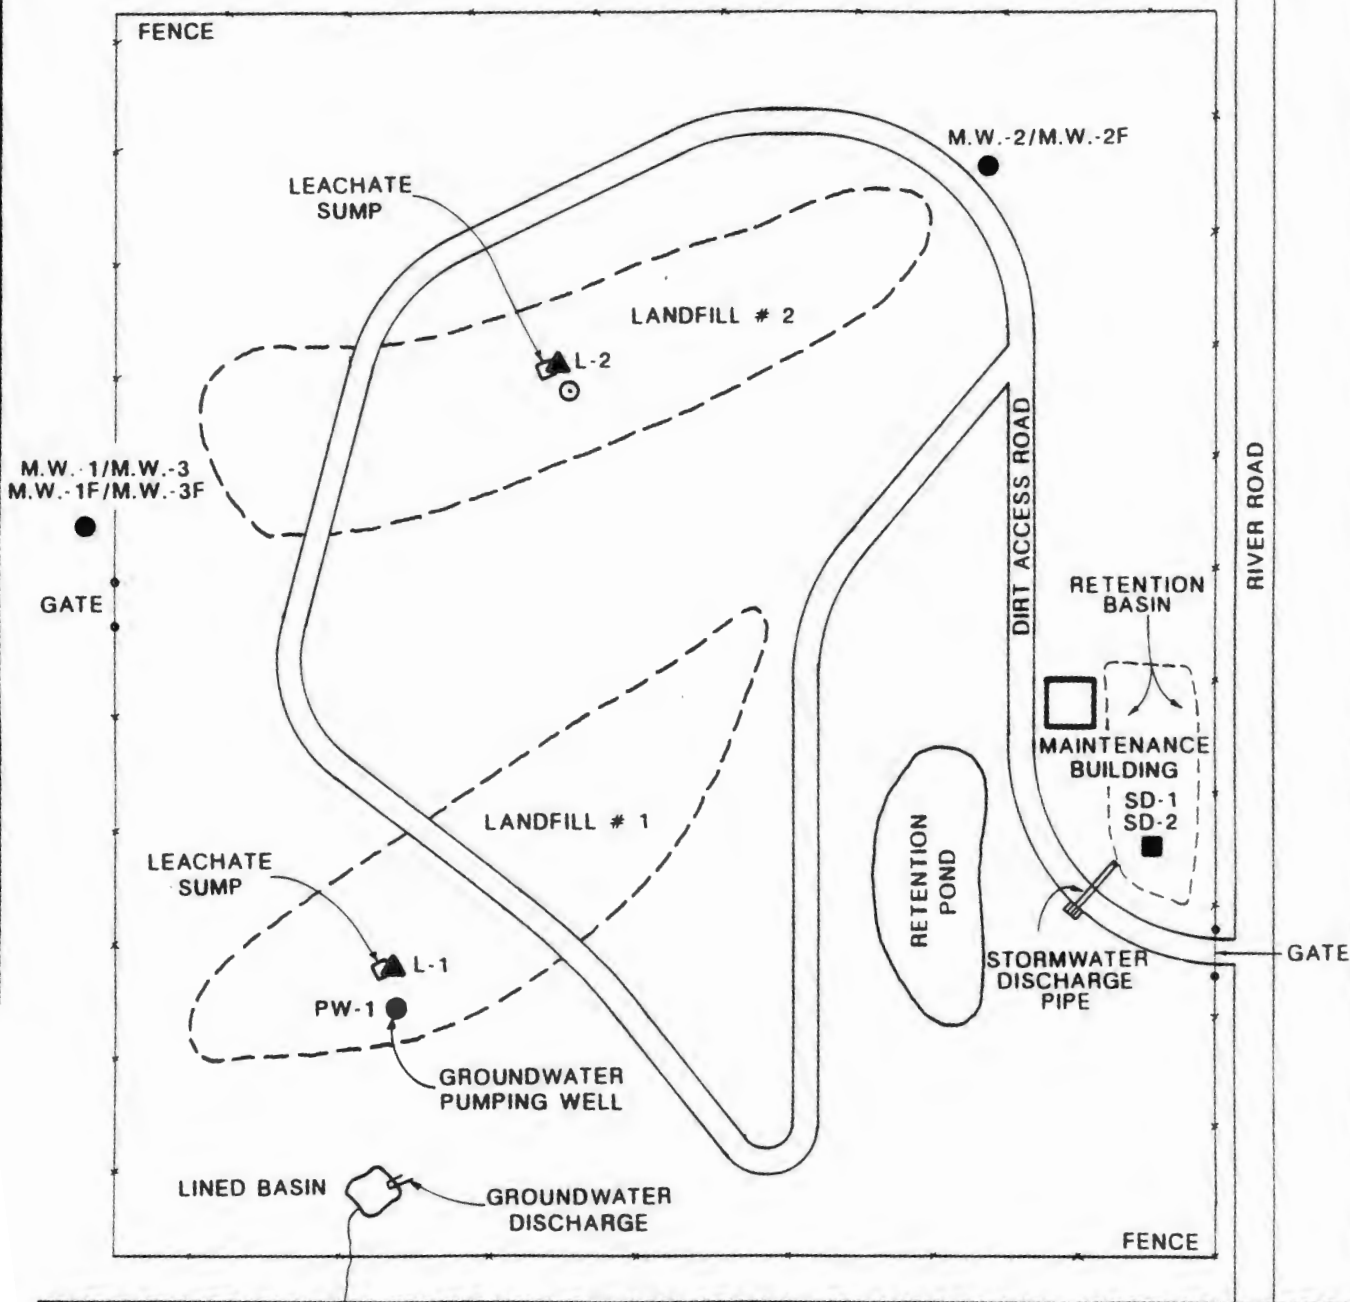 FENCE
M.W.-2/M.W.-2F
LEACHATE
SUMP
LANDFILL # 2
L-2
M.W.-1/M.W.-3
M.W.-1F/M.W.-3F
GATE
DIRT ACCESS ROAD
RIVER ROAD
RETENTION
BASIN
MAINTENANCE
BUILDING
SD-1
SD-2
LANDFILL # 1
RETENTION
POND
LEACHATE
SUMP
L-1
PW-1
STORMWATER
DISCHARGE
PIPE
GATE
GROUNDWATER
PUMPING WELL
LINED BASIN
GROUNDWATER
DISCHARGE
FENCE